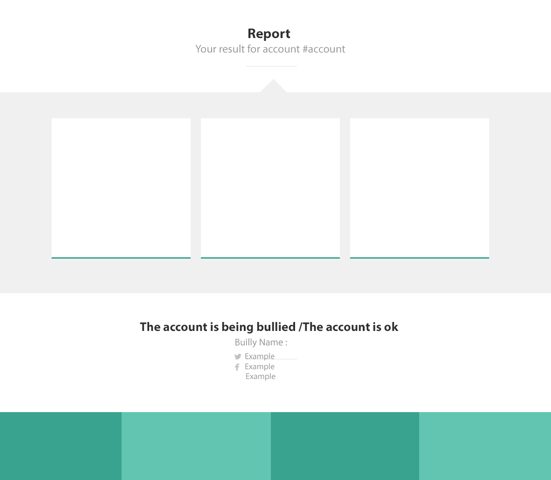 Report
Your result for account #account
The account is being bullied /The account is ok
Builly Name :
Example
Example
Example